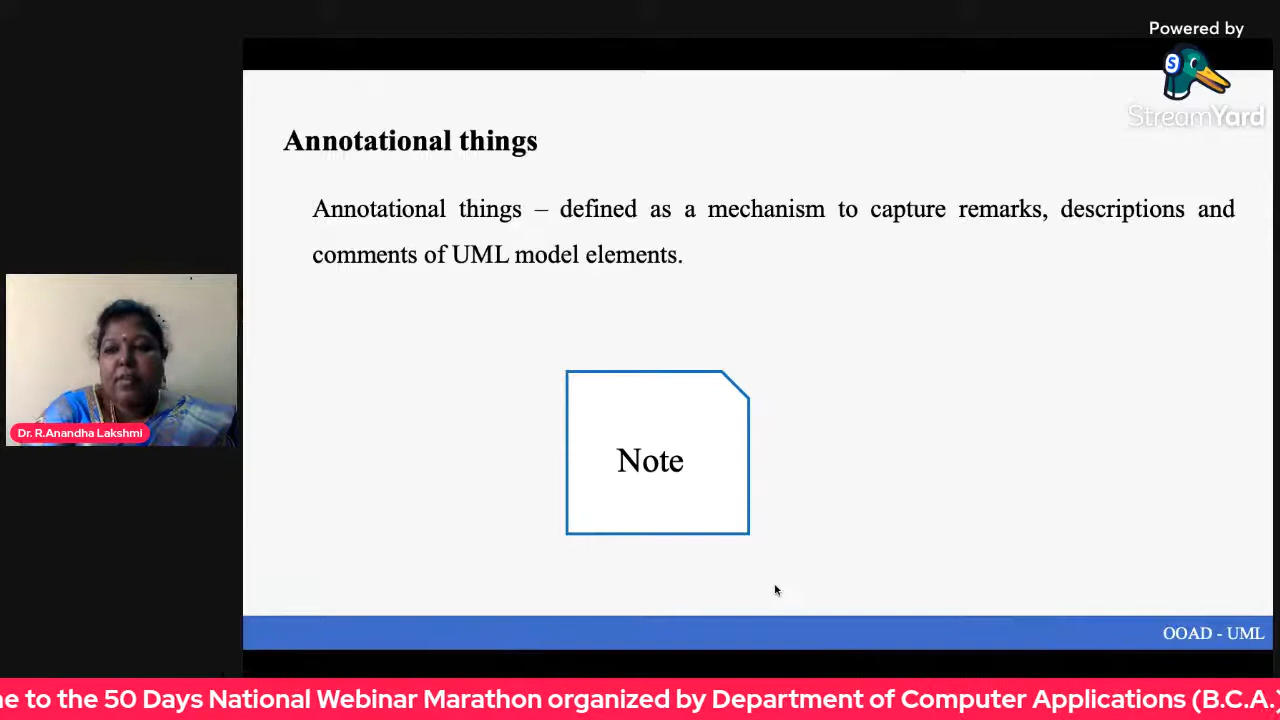 Powered by
StreamYard
Annotational things
Annotational things – defined as a mechanism to capture remarks, descriptions and
comments of UML model elements.
Note
Dr. R.Anandha Lakshmi
OOAD - UML
to the 50 Days National Webinar Marathon organized by Department of Computer Applications (B.C.A.)